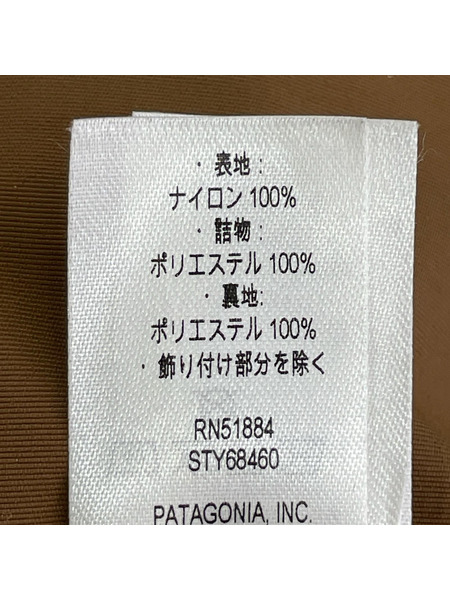 ・表地：
ナイロン 100%
・詰物：
ポリエステル 100%
・裏地:
ポリエステル 100%
・飾り付け部分を除く
RN51884
STY68460
PATAGONIA, INC.